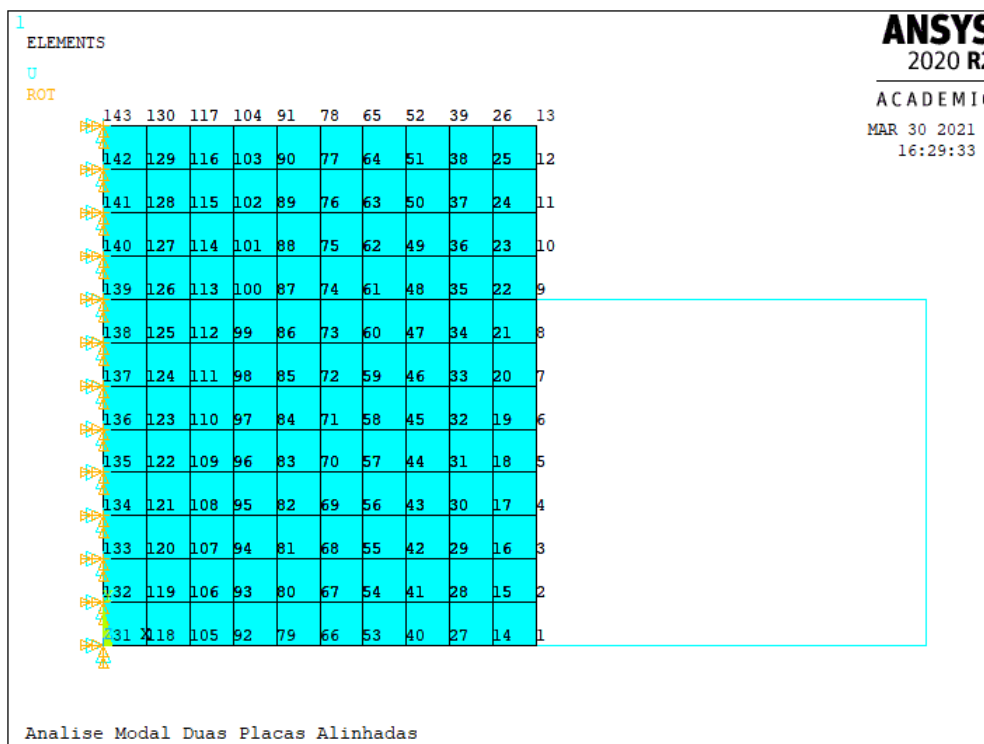 1
ELEMENTS
U
ROT
ANSYS
2020 R2
ACADEMIC
MAR 30 2021
16:29:33
143 130 117 104 91 78 65 52 39 26 13
142 129 116 103 90 77 64 51 38 25 12
141 128 115 102 89 76 63 50 37 24 11
140 127 114 101 88 75 62 49 36 23 10
139 126 113 100 87 74 61 48 35 22 9
138 125 112 99 86 73 60 47 34 21 8
137 124 111 98 85 72 59 46 33 20 7
136 123 110 97 84 71 58 45 32 19 6
135 122 109 96 83 70 57 44 31 18 5
134 121 108 95 82 69 56 43 30 17 4
133 120 107 94 81 68 55 42 29 16 3
132 119 106 93 80 67 54 41 28 15 2
Z31 X118 105 92 79 66 53 40 27 14 1
Analise Modal Duas Placas Alinhadas